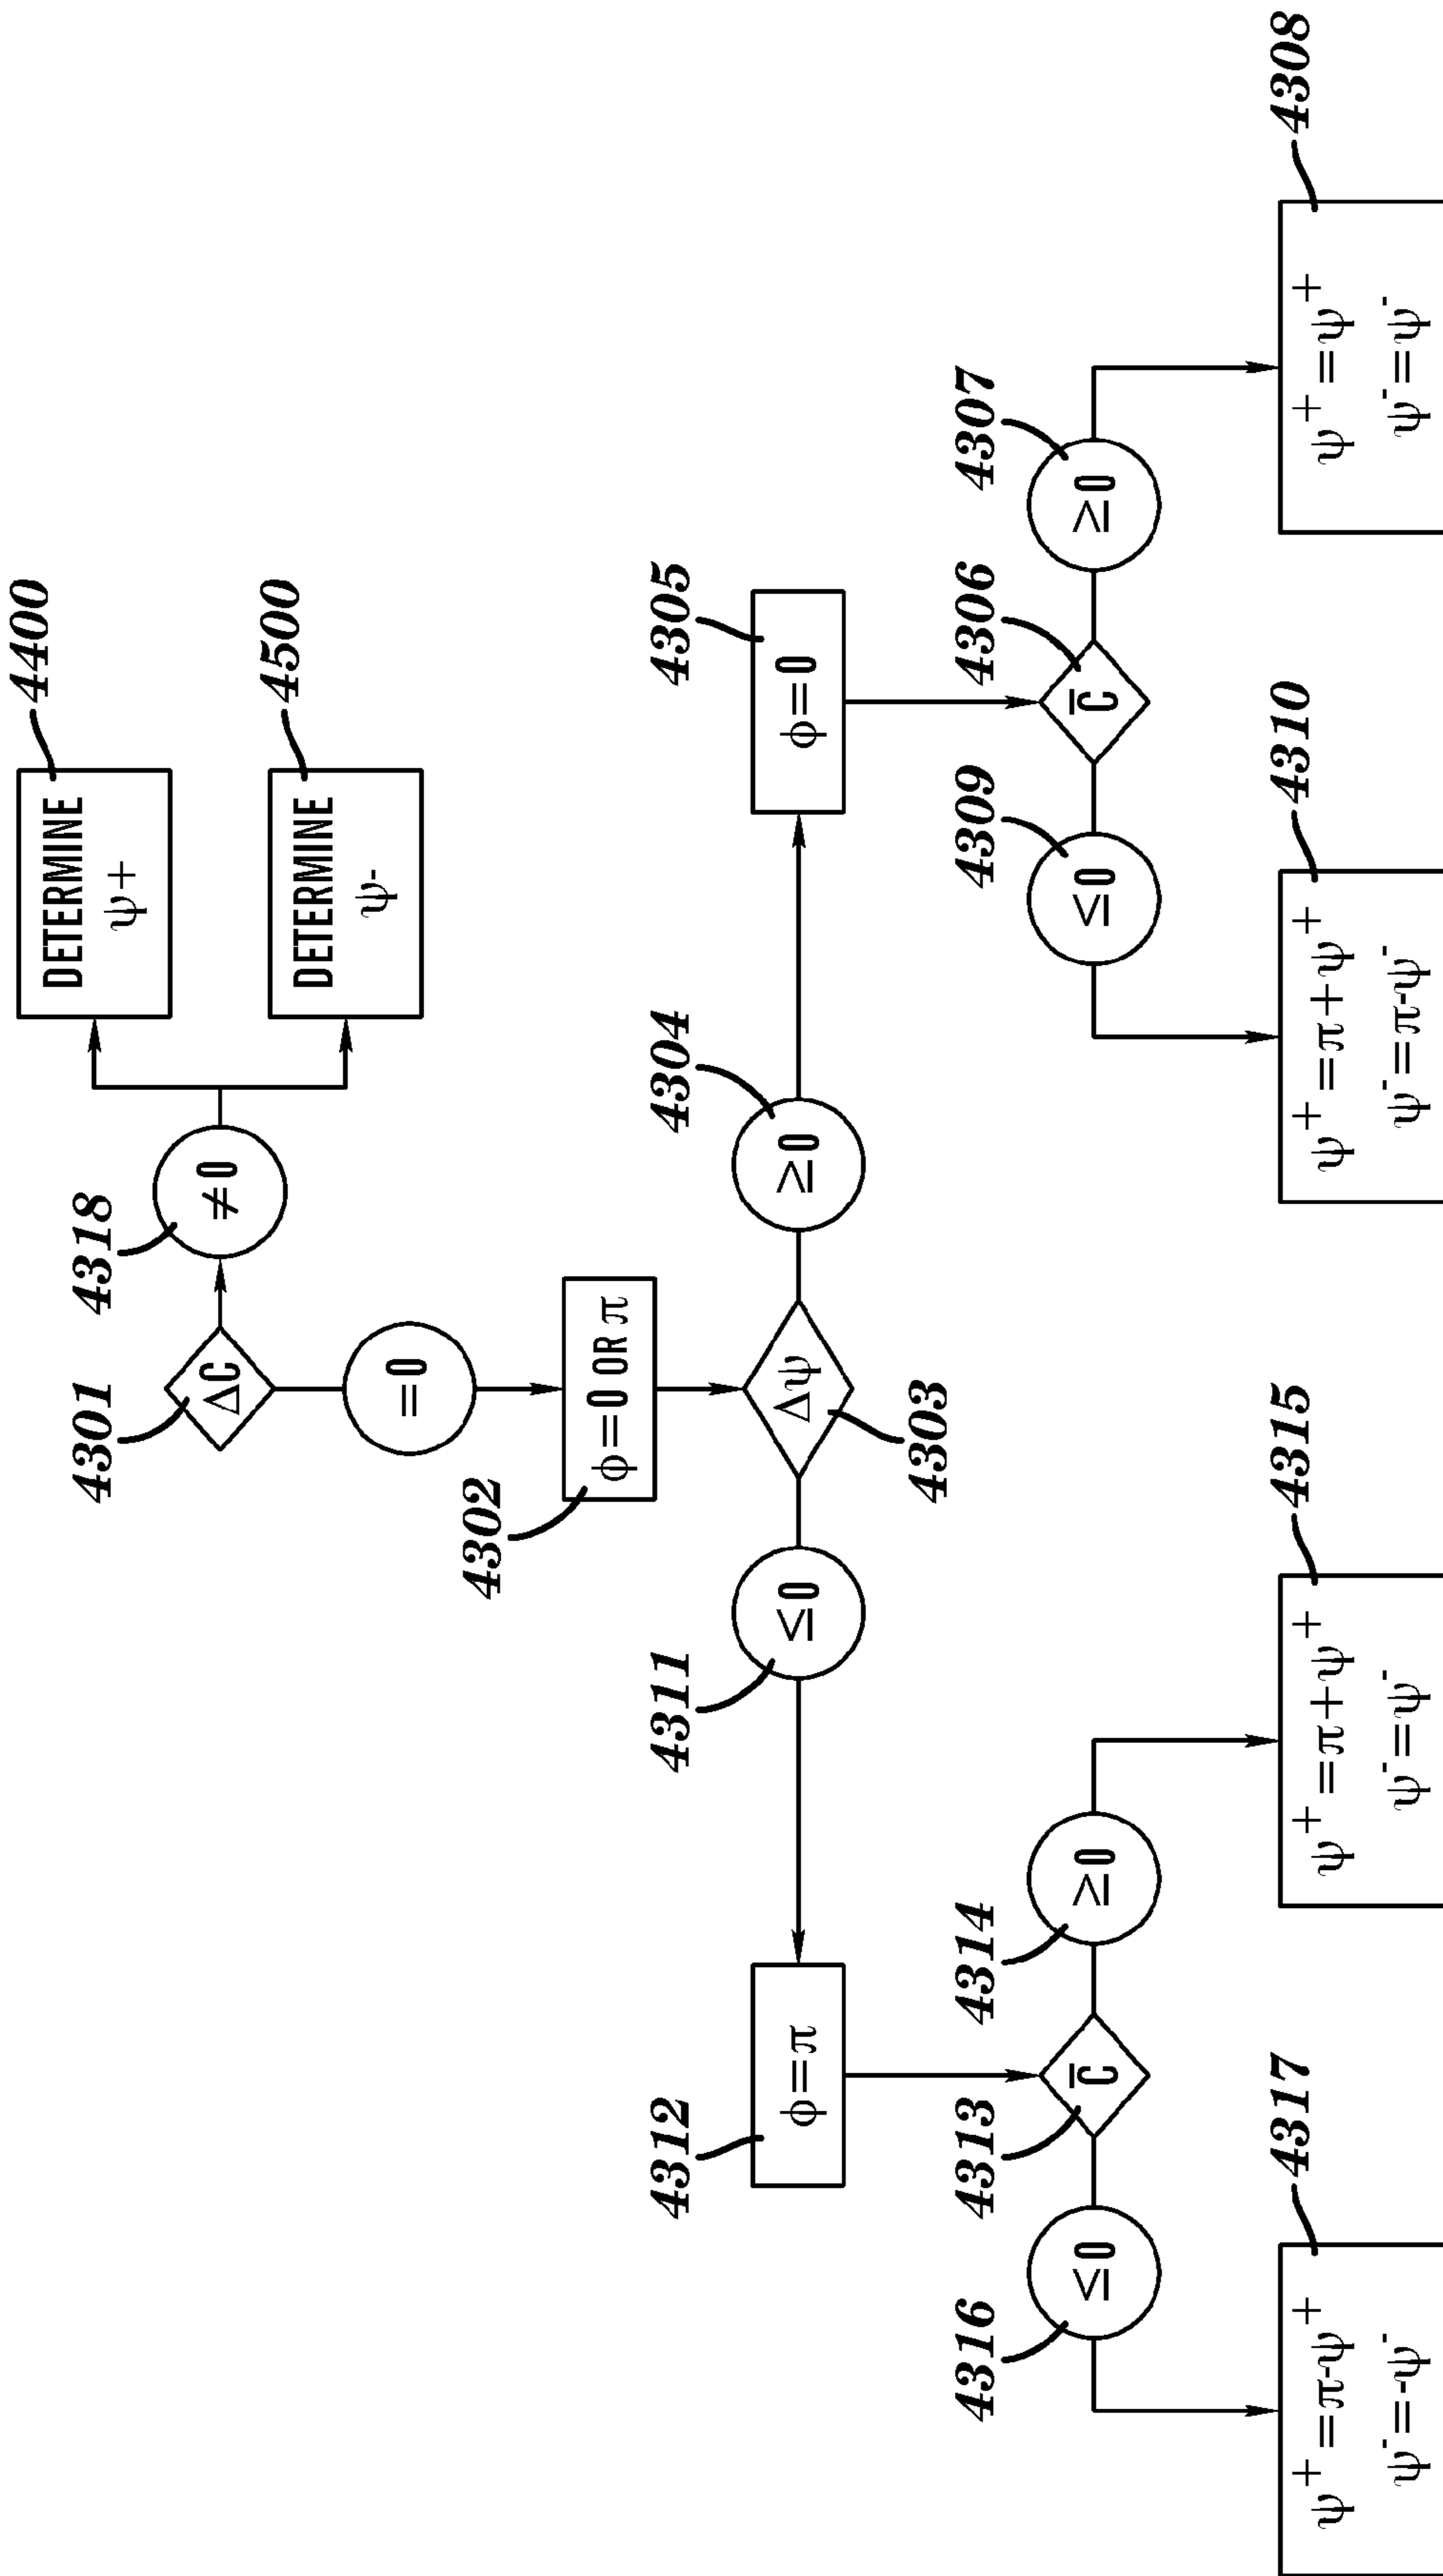 4301
ΔC
4318
≠0
4400
DETERMINE
ψ+
4500
DETERMINE
ψ-
=0
4302
ϕ=0 OR π
Δψ
4303
4311
≤0
4304
≥0
4312
ϕ=π
4305
ϕ=0
4316
≤0
4313
C̅
4314
≥0
4309
≤0
4306
C̅
4307
≥0
4317
ψ⁺=π-ψ⁺
ψ⁻=-ψ⁻
4315
ψ⁺=π+ψ⁺
ψ⁻=ψ⁻
4310
ψ⁺=π+ψ⁺
ψ⁻=π-ψ⁻
4308
ψ⁺=ψ⁺
ψ⁻=ψ⁻